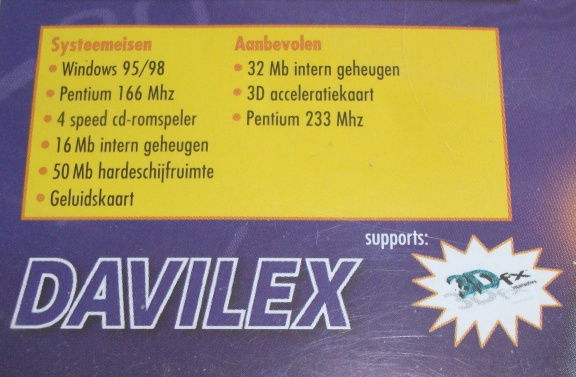 Systeemeisen
• Windows 95/98
• Pentium 166 Mhz
• 4 speed cd-romspeler
• 16 Mb intern geheugen
• 50 Mb hardeschijfruimte
• Geluidskaart
Aanbevolen
• 32 Mb intern geheugen
• 3D acceleratiekaart
• Pentium 233 Mhz
supports:
DAVILEX
3Dfx